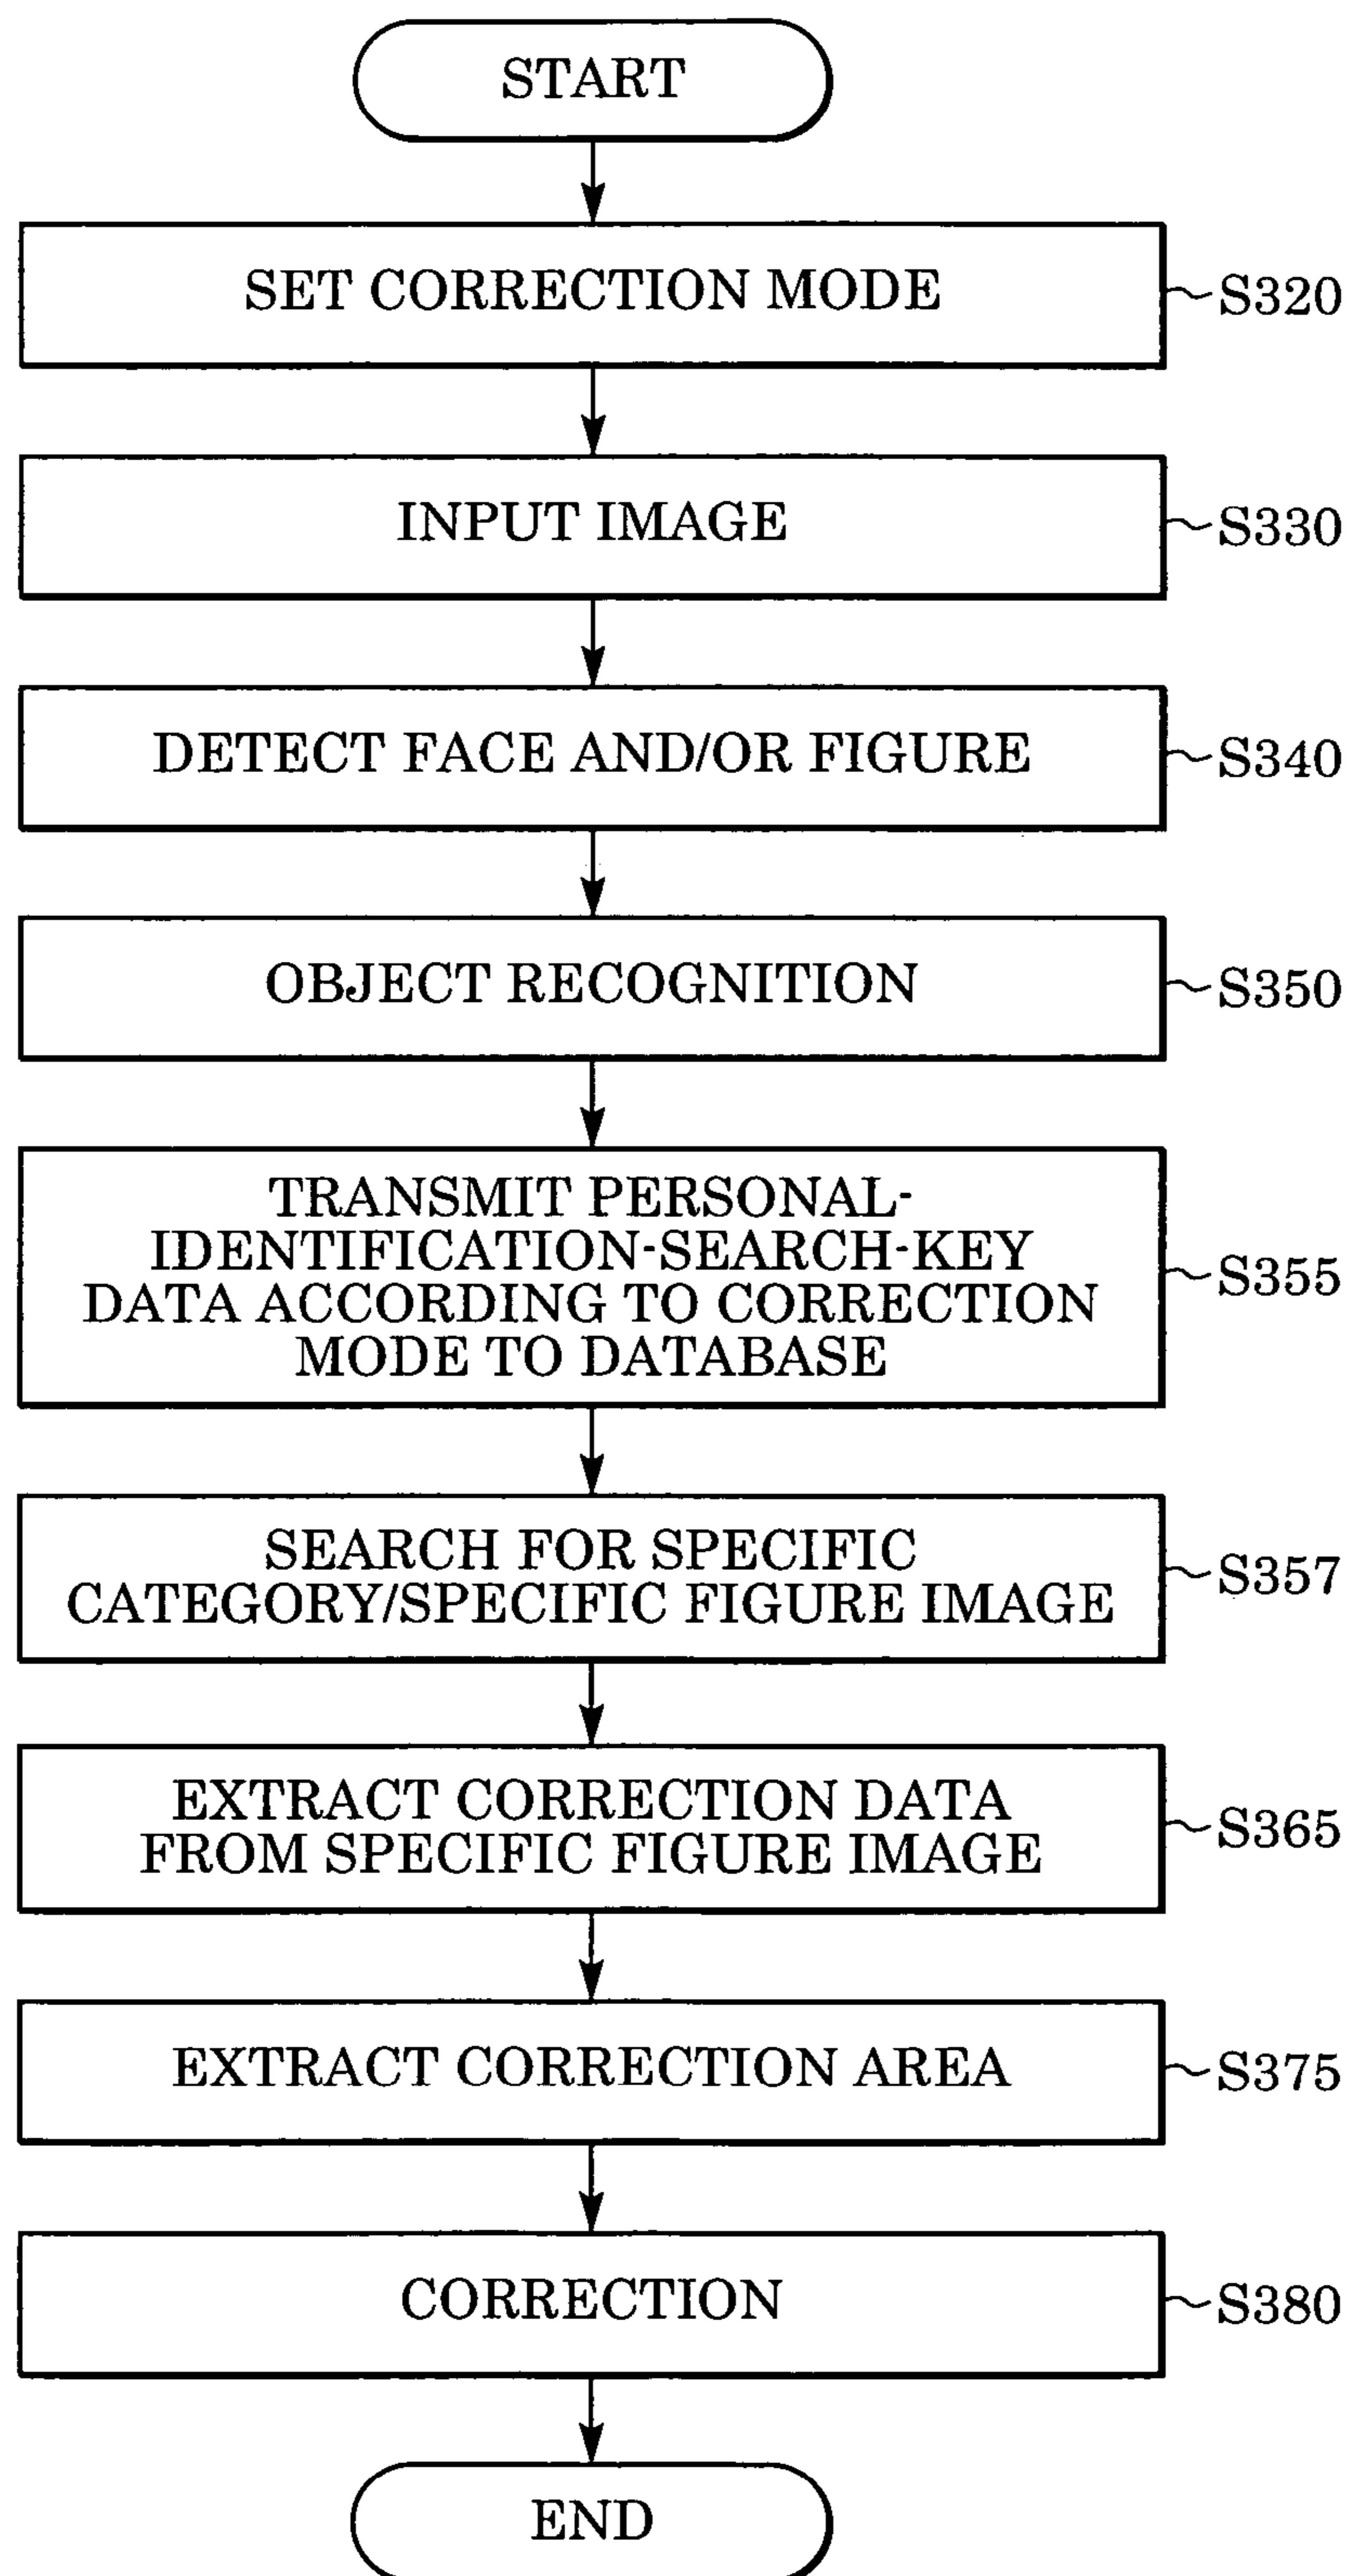 START
SET CORRECTION MODE
S320
INPUT IMAGE
S330
DETECT FACE AND/OR FIGURE
S340
OBJECT RECOGNITION
S350
TRANSMIT PERSONAL-
IDENTIFICATION-SEARCH-KEY
DATA ACCORDING TO CORRECTION
MODE TO DATABASE
S355
SEARCH FOR SPECIFIC
CATEGORY/SPECIFIC FIGURE IMAGE
S357
EXTRACT CORRECTION DATA
FROM SPECIFIC FIGURE IMAGE
S365
EXTRACT CORRECTION AREA
S375
CORRECTION
S380
END